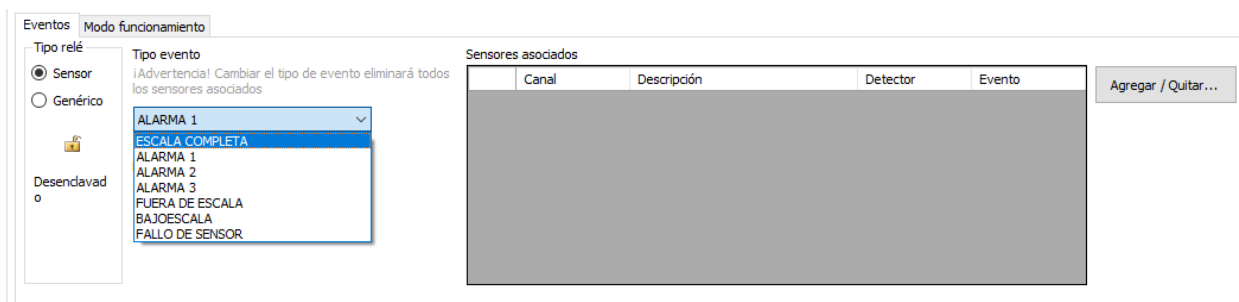 Eventos Modo funcionamiento
Tipo relé
Sensor
Genérico
Desenclavad
o
Tipo evento
¡Advertencia! Cambiar el tipo de evento eliminará todos
los sensores asociados
ALARMA 1
ESCALA COMPLETA
ALARMA 1
ALARMA 2
ALARMA 3
FUERA DE ESCALA
BAJOESCALA
FALLO DE SENSOR
Sensores asociados
Canal Descripción Detector Evento
Agregar / Quitar...